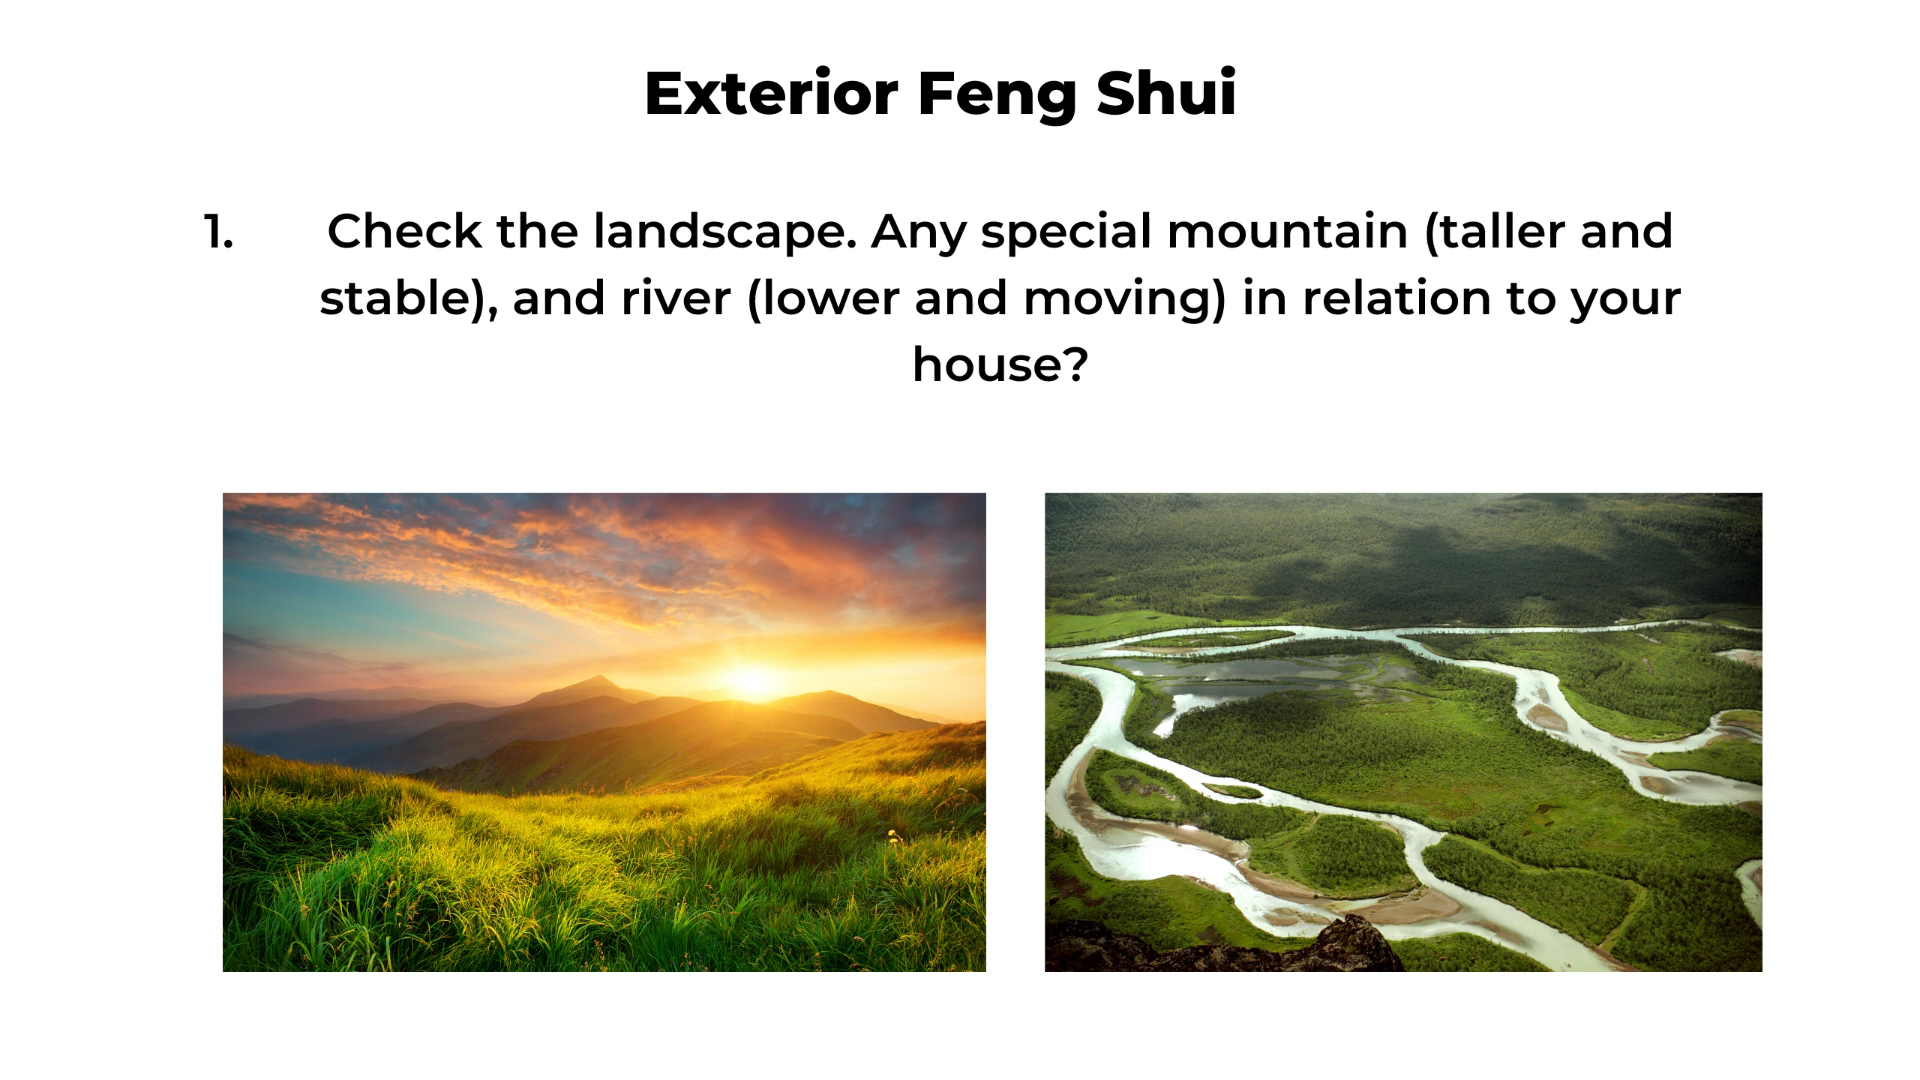 Exterior Feng Shui
1. Check the landscape. Any special mountain (taller and
stable), and river (lower and moving) in relation to your
house?